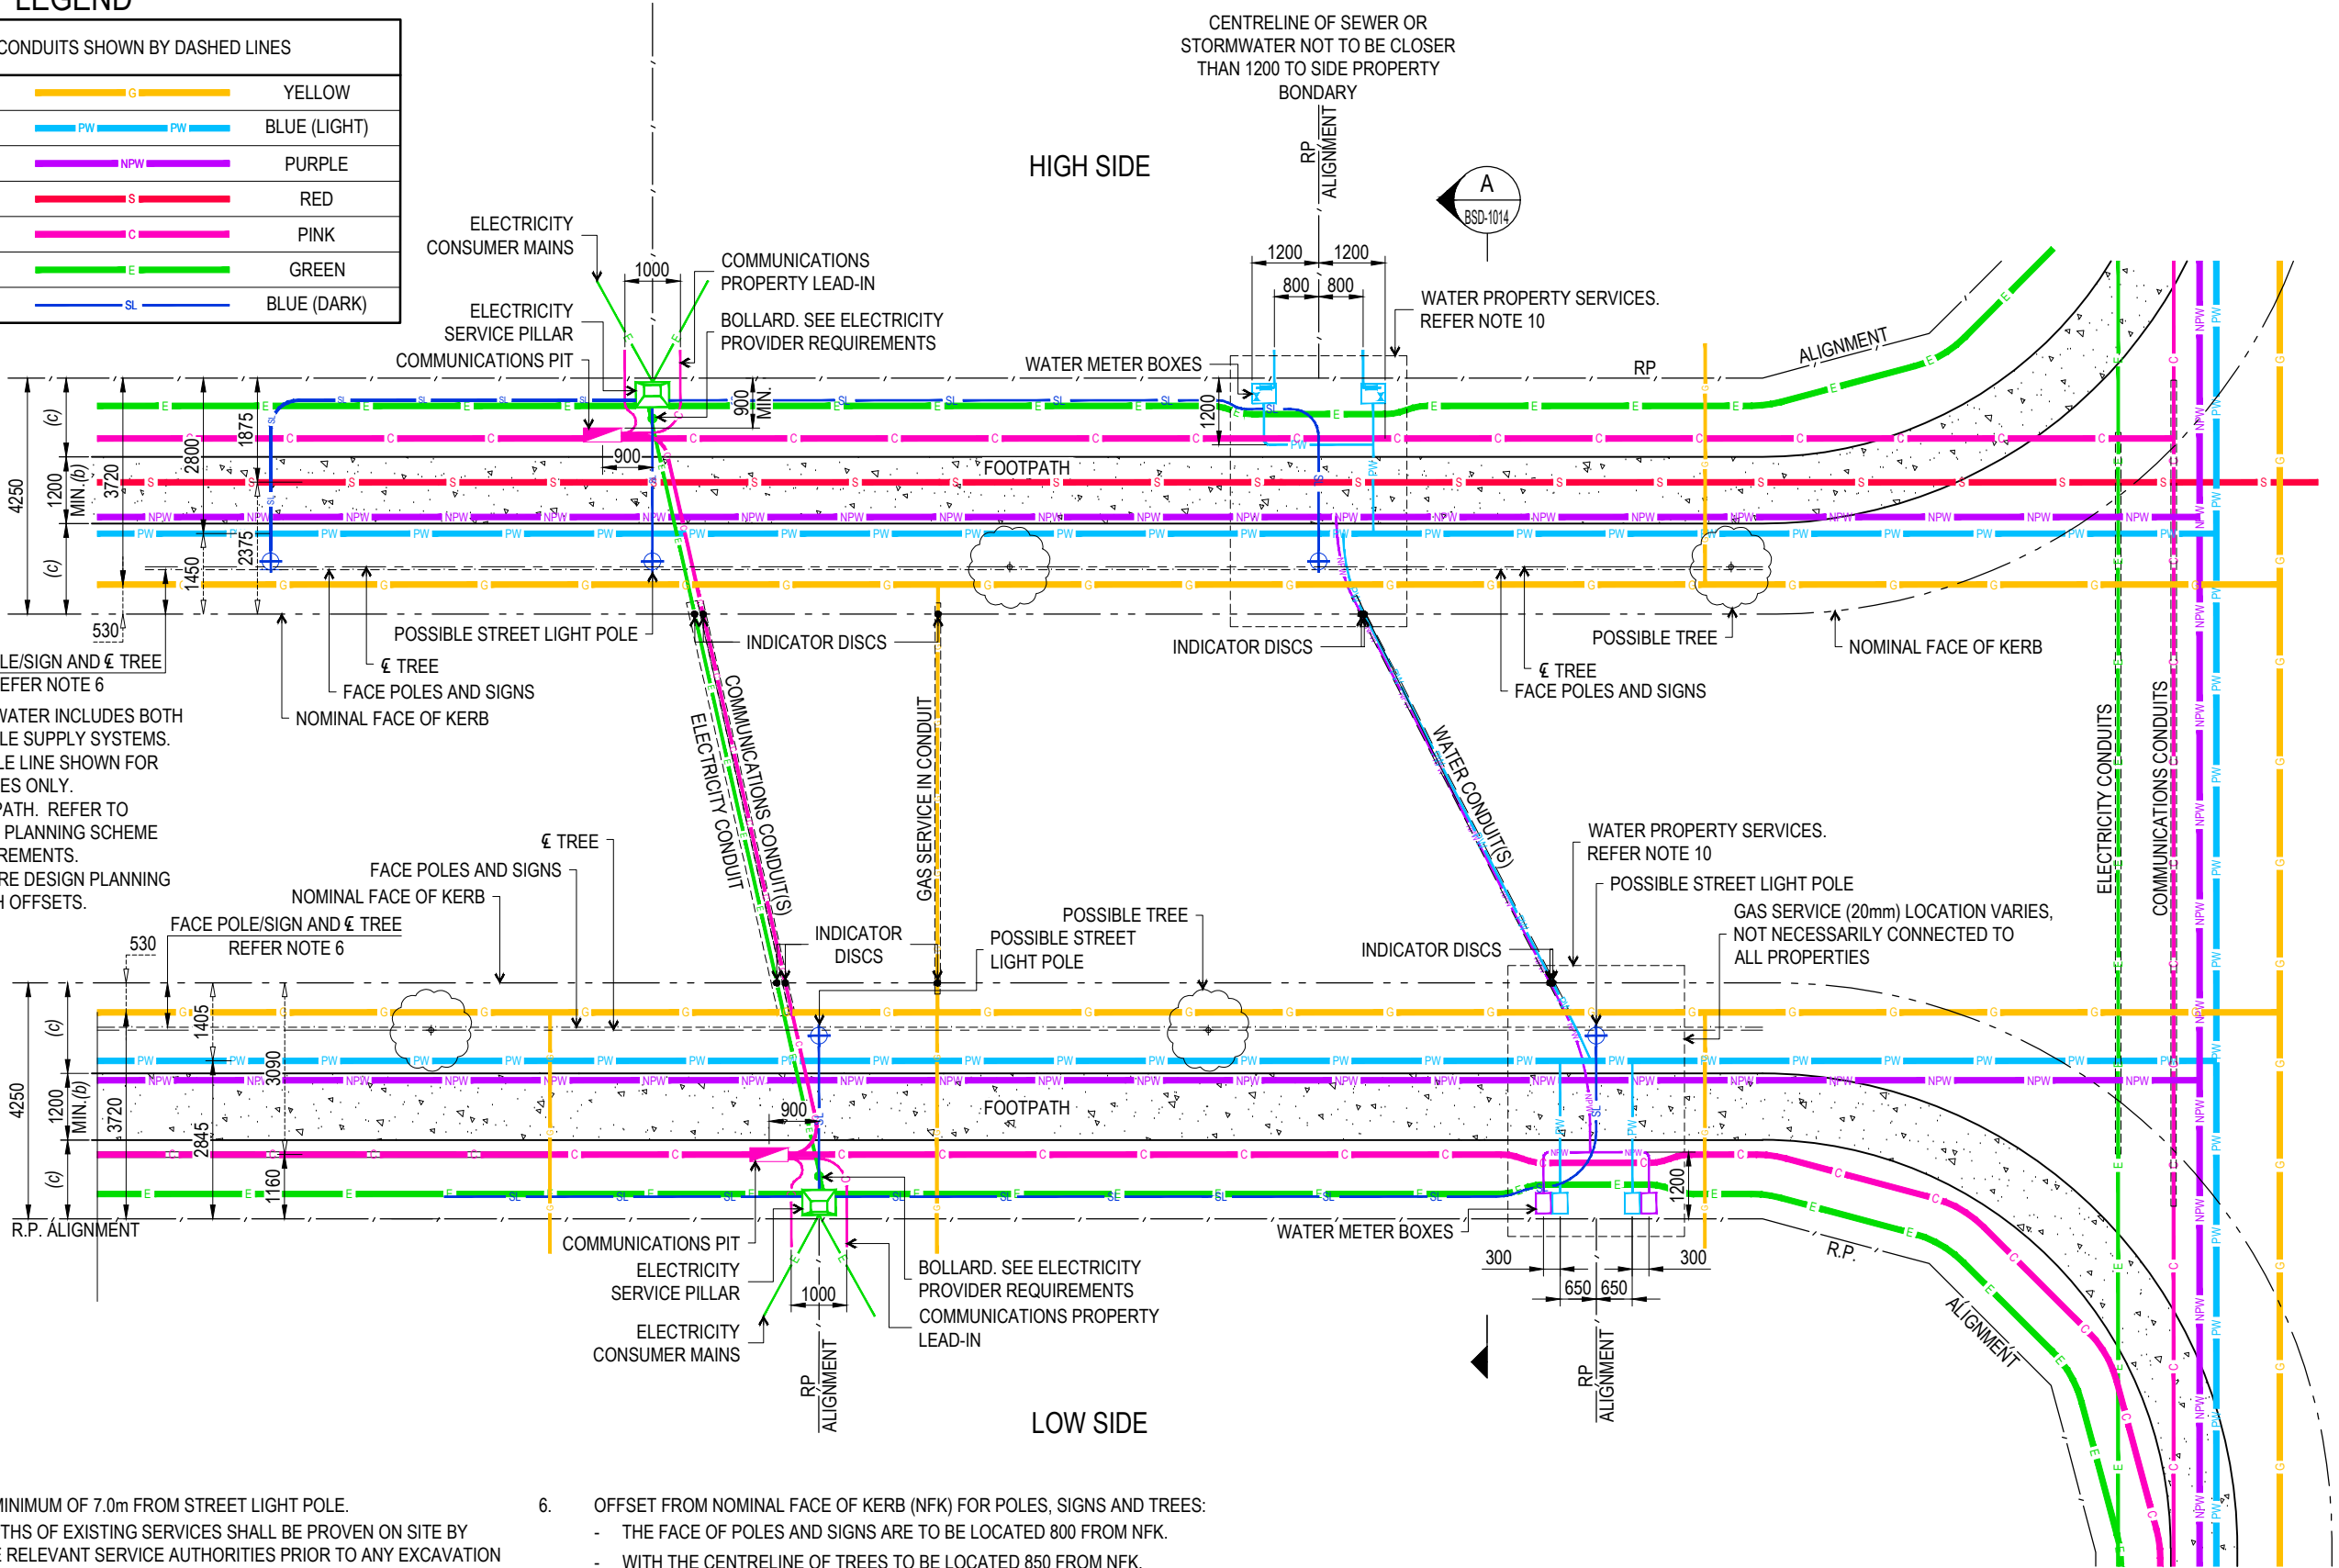 LEGEND
CONDUITS SHOWN BY DASHED LINES
G YELLOW
PW PW BLUE (LIGHT)
NPW PURPLE
S RED
C PINK
E GREEN
SL BLUE (DARK)
CENTRELINE OF SEWER OR
STORMWATER NOT TO BE CLOSER
THAN 1200 TO SIDE PROPERTY
BONDARY
RP
ALIGNMENT
HIGH SIDE
A
BSD-1014
ELECTRICITY
CONSUMER MAINS
1000
COMMUNICATIONS
PROPERTY LEAD-IN
ELECTRICITY
SERVICE PILLAR
BOLLARD. SEE ELECTRICITY
PROVIDER REQUIREMENTS
COMMUNICATIONS PIT
1200 1200
800 800
WATER PROPERTY SERVICES.
REFER NOTE 10
WATER METER BOXES
RP
ALIGNMENT
4250
(c)
1200
MIN.(b)
(c)
3720
530
2800
1450
1875
2375
900
MIN.
900
1200
FOOTPATH
POSSIBLE STREET LIGHT POLE
INDICATOR DISCS
INDICATOR DISCS
POSSIBLE TREE
NOMINAL FACE OF KERB
℄ TREE
FACE POLES AND SIGNS
LE/SIGN AND ℄ TREE
REFER NOTE 6
℄ TREE
FACE POLES AND SIGNS
NOMINAL FACE OF KERB
WATER INCLUDES BOTH
LE SUPPLY SYSTEMS.
LE LINE SHOWN FOR
ES ONLY.
PATH. REFER TO
PLANNING SCHEME
REMENTS.
RE DESIGN PLANNING
H OFFSETS.
ELECTRICITY CONDUIT
COMMUNICATIONS CONDUIT(S)
GAS SERVICE IN CONDUIT
WATER CONDUIT(S)
ELECTRICITY CONDUITS
COMMUNICATIONS CONDUITS
℄ TREE
FACE POLES AND SIGNS
NOMINAL FACE OF KERB
FACE POLE/SIGN AND ℄ TREE
REFER NOTE 6
530
INDICATOR
DISCS
POSSIBLE TREE
POSSIBLE STREET
LIGHT POLE
INDICATOR DISCS
WATER PROPERTY SERVICES.
REFER NOTE 10
POSSIBLE STREET LIGHT POLE
GAS SERVICE (20mm) LOCATION VARIES,
NOT NECESSARILY CONNECTED TO
ALL PROPERTIES
4250
(c)
1200
MIN.(b)
(c)
3720
1405
2845
3090
1160
900
FOOTPATH
1200
R.P. ALIGNMENT
COMMUNICATIONS PIT
ELECTRICITY
SERVICE PILLAR
ELECTRICITY
CONSUMER MAINS
1000
BOLLARD. SEE ELECTRICITY
PROVIDER REQUIREMENTS
COMMUNICATIONS PROPERTY
LEAD-IN
RP
ALIGNMENT
WATER METER BOXES
300 300
650 650
RP
ALIGNMENT
R.P.
ALIGNMENT
LOW SIDE
MINIMUM OF 7.0m FROM STREET LIGHT POLE.
THS OF EXISTING SERVICES SHALL BE PROVEN ON SITE BY
E RELEVANT SERVICE AUTHORITIES PRIOR TO ANY EXCAVATION
6. OFFSET FROM NOMINAL FACE OF KERB (NFK) FOR POLES, SIGNS AND TREES:
- THE FACE OF POLES AND SIGNS ARE TO BE LOCATED 800 FROM NFK.
- WITH THE CENTRELINE OF TREES TO BE LOCATED 850 FROM NFK.